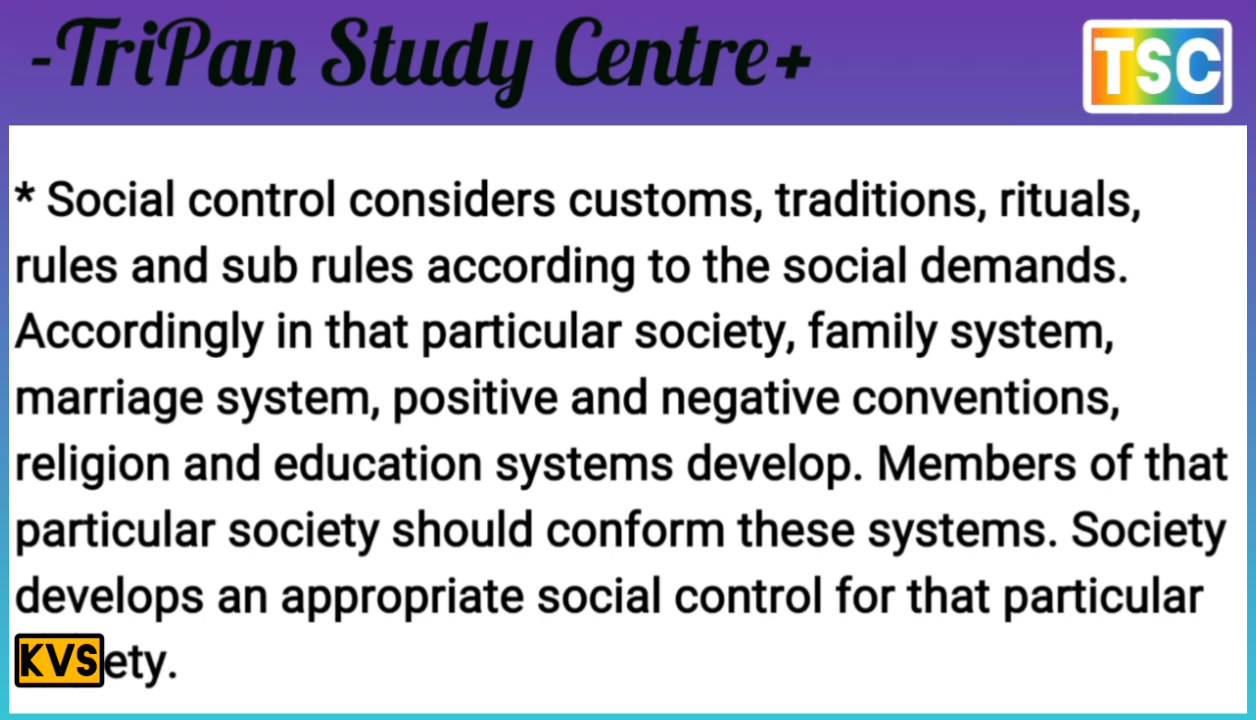 -TriPan Study Centre+
TSC
* Social control considers customs, traditions, rituals,
rules and sub rules according to the social demands.
Accordingly in that particular society, family system,
marriage system, positive and negative conventions,
religion and education systems develop. Members of that
particular society should conform these systems. Society
develops an appropriate social control for that particular
KVS ety.